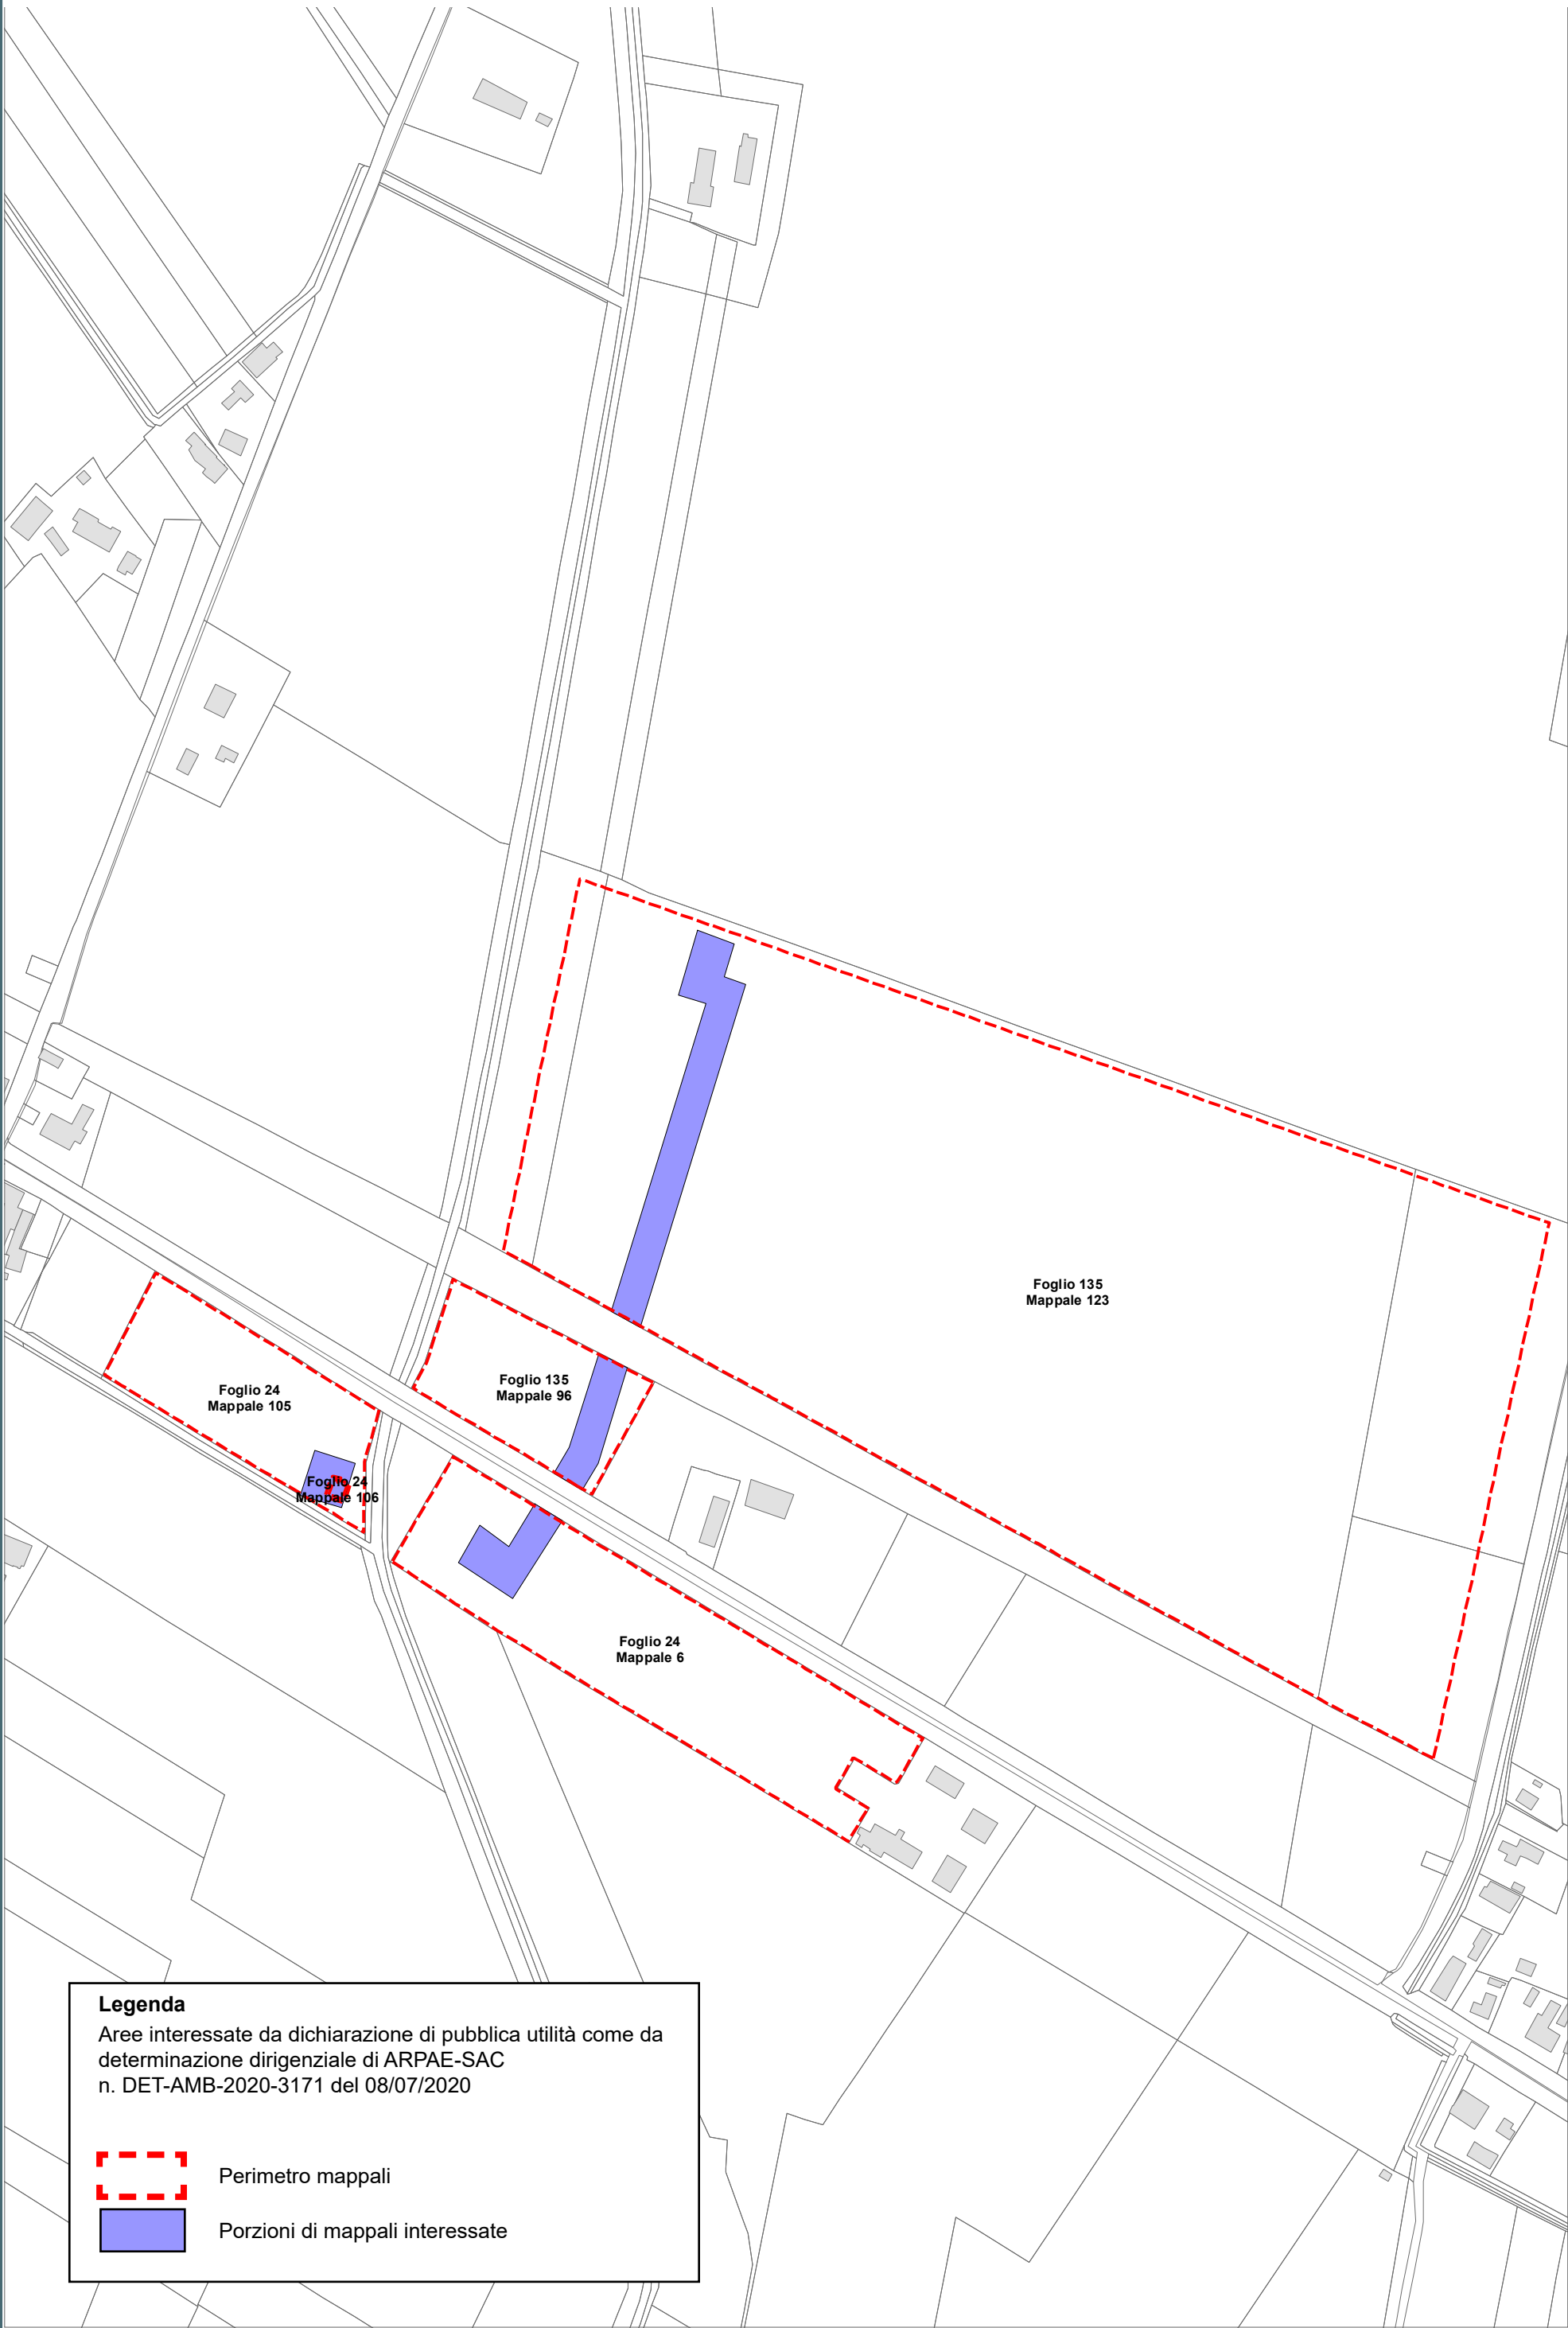 Foglio 135
Mappale 123
Foglio 135
Mappale 96
Foglio 24
Mappale 105
Foglio 24
Mappale 106
Foglio 24
Mappale 6
Legenda
Aree interessate da dichiarazione di pubblica utilità come da
determinazione dirigenziale di ARPAE-SAC
n. DET-AMB-2020-3171 del 08/07/2020
Perimetro mappali
Porzioni di mappali interessate